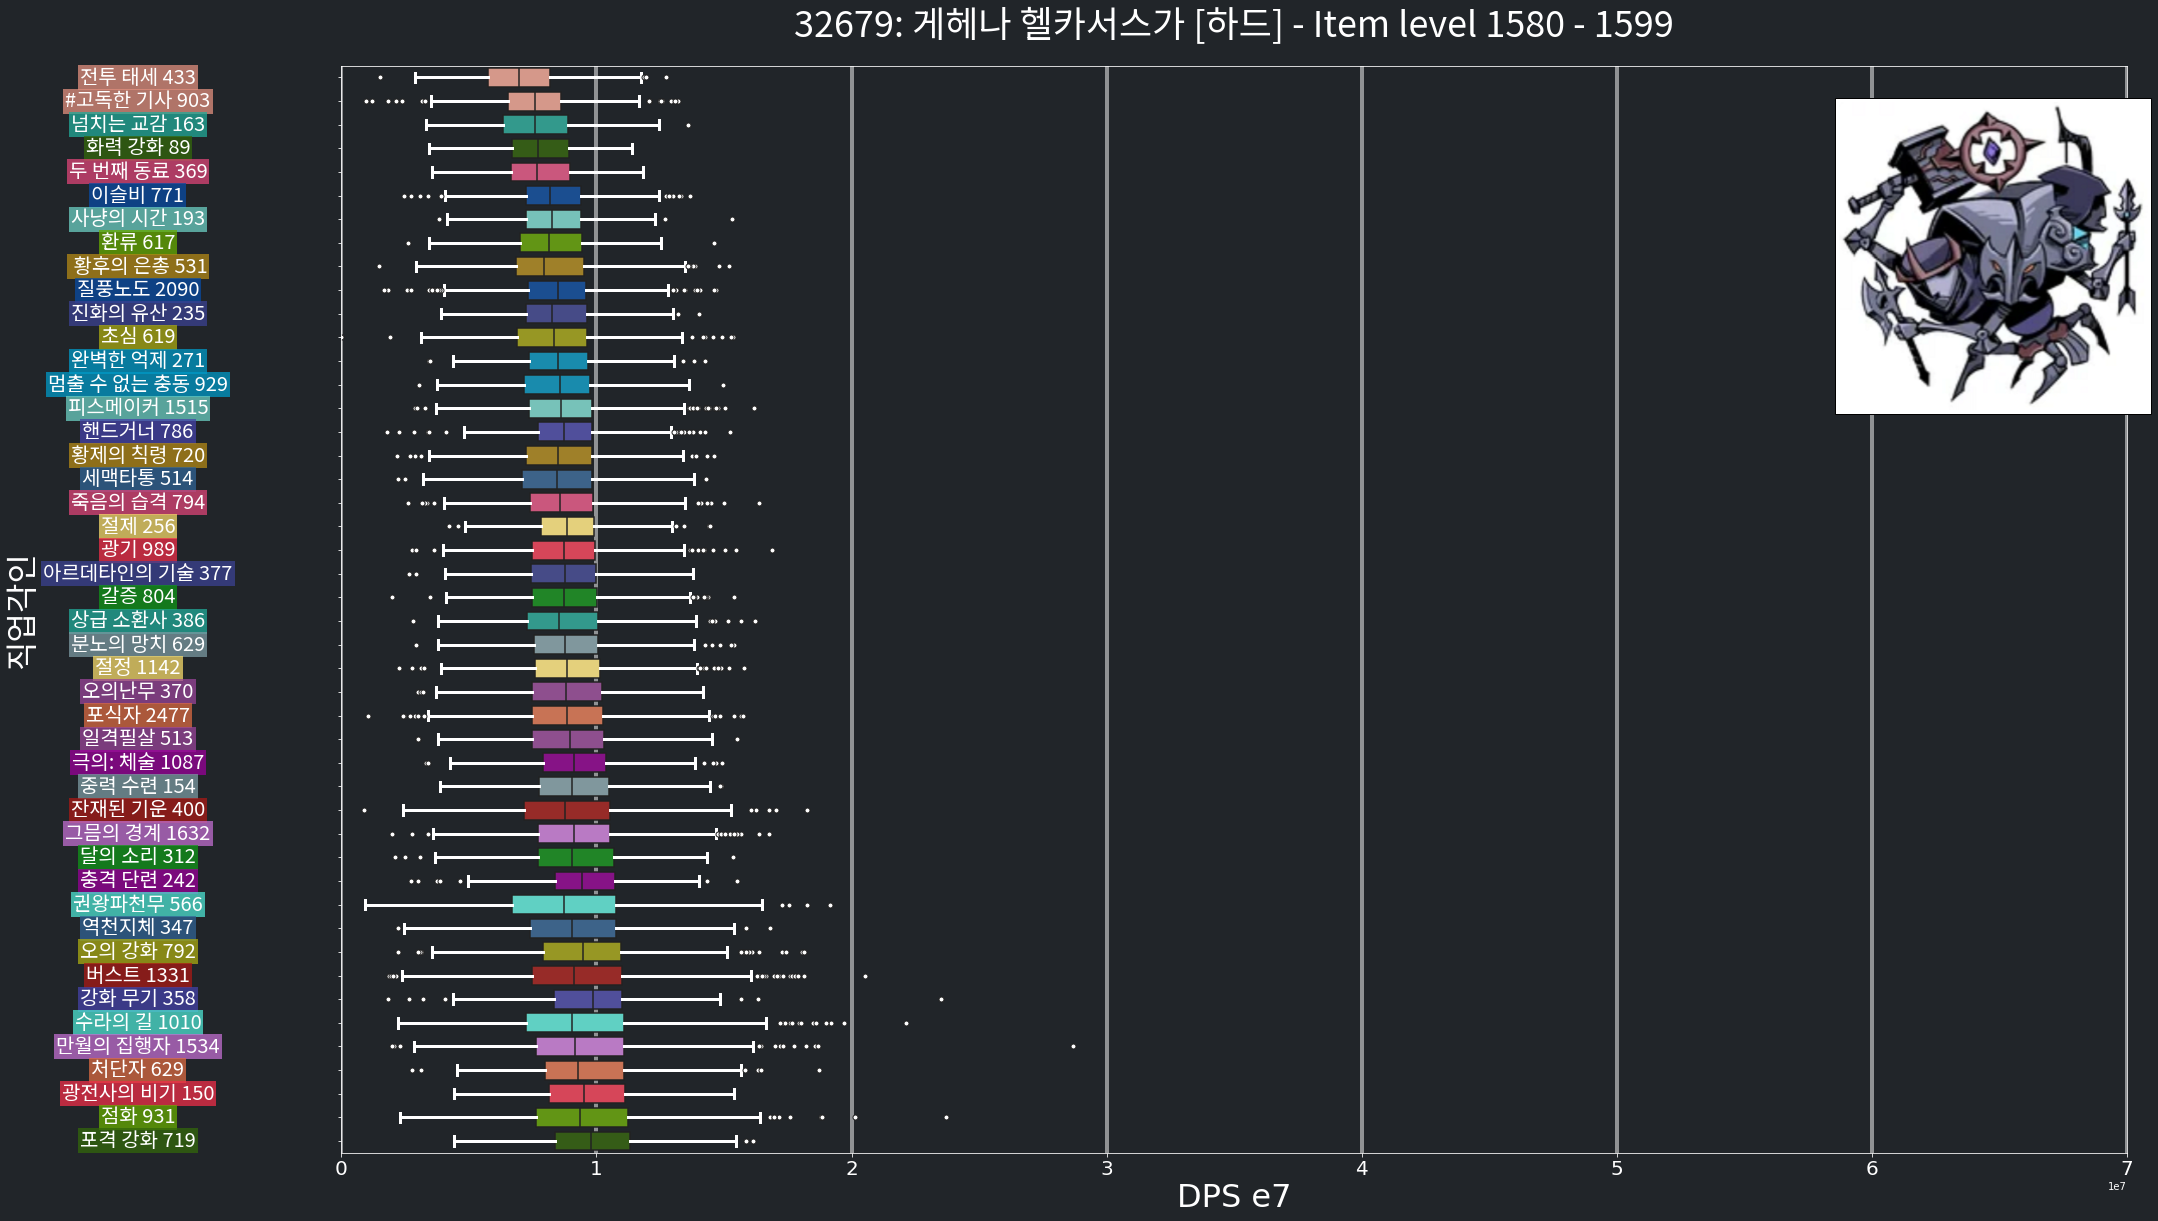 32679: 게헤나 헬카서스가 [하드] - Item level 1580 - 1599
전투 태세 433
#고독한 기사 903
넘치는 교감 163
화력 강화 89
두 번째 동료 369
이슬비 771
사냥의 시간 193
환류 617
황후의 은총 531
질풍노도 2090
진화의 유산 235
초심 619
완벽한 억제 271
멈출 수 없는 충동 929
피스메이커 1515
핸드거너 786
황제의 칙령 720
세맥타통 514
죽음의 습격 794
절제 256
광기 989
아르데타인의 기술 377
갈증 804
상급 소환사 386
분노의 망치 629
절정 1142
오의난무 370
포식자 2477
일격필살 513
극의: 체술 1087
중력 수련 154
잔재된 기운 400
그믐의 경계 1632
달의 소리 312
충격 단련 242
권왕파천무 566
역천지체 347
오의 강화 792
버스트 1331
강화 무기 358
수라의 길 1010
만월의 집행자 1534
처단자 629
광전사의 비기 150
점화 931
포격 강화 719
직업각인
0 1 2 3 4 5 6 7
1e7
DPS e7